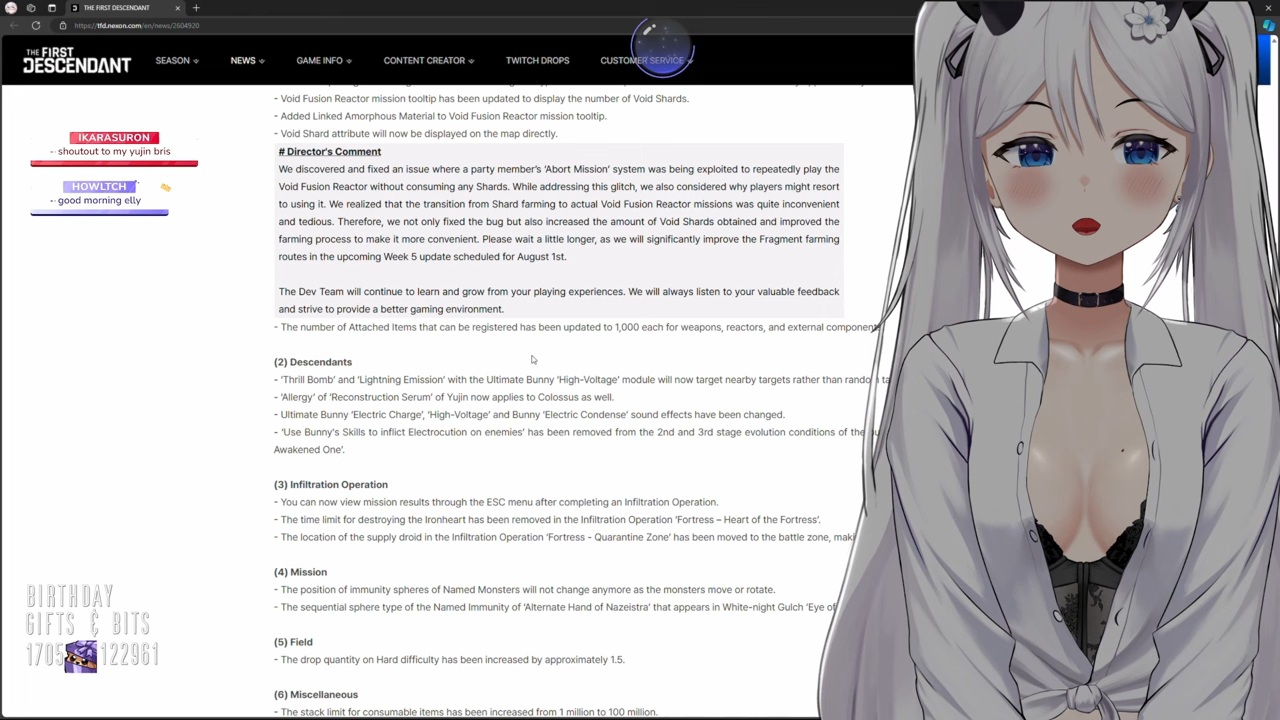 THE FIRST DESCENDANT
https://tfd.nexon.com/en/news/2604920
THE FIRST DESCENDANT
SEASON
NEWS
GAME INFO
CONTENT CREATOR
TWITCH DROPS
CUSTOMER SERVICE
- Void Fusion Reactor mission tooltip has been updated to display the number of Void Shards.
- Added Linked Amorphous Material to Void Fusion Reactor mission tooltip.
- Void Shard attribute will now be displayed on the map directly.
# Director's Comment
We discovered and fixed an issue where a party member's 'Abort Mission' system was being exploited to repeatedly play the
Void Fusion Reactor without consuming any Shards. While addressing this glitch, we also considered why players might resort
to using it. We realized that the transition from Shard farming to actual Void Fusion Reactor missions was quite inconvenient
and tedious. Therefore, we not only fixed the bug but also increased the amount of Void Shards obtained and improved the
farming process to make it more convenient. Please wait a little longer, as we will significantly improve the Fragment farming
routes in the upcoming Week 5 update scheduled for August 1st.
The Dev Team will continue to learn and grow from your playing experiences. We will always listen to your valuable feedback
and strive to provide a better gaming environment.
- The number of Attached Items that can be registered has been updated to 1,000 each for weapons, reactors, and external component
(2) Descendants
- 'Thrill Bomb' and 'Lightning Emission' with the Ultimate Bunny 'High-Voltage' module will now target nearby targets rather than random ta
- 'Allergy' of 'Reconstruction Serum' of Yujin now applies to Colossus as well.
- Ultimate Bunny 'Electric Charge', 'High-Voltage' and Bunny 'Electric Condense' sound effects have been changed.
- 'Use Bunny's Skills to inflict Electrocution on enemies' has been removed from the 2nd and 3rd stage evolution conditions of the
Awakened One'.
(3) Infiltration Operation
- You can now view mission results through the ESC menu after completing an Infiltration Operation.
- The time limit for destroying the Ironheart has been removed in the Infiltration Operation 'Fortress – Heart of the Fortress'.
- The location of the supply droid in the Infiltration Operation 'Fortress - Quarantine Zone' has been moved to the battle zone, maki
(4) Mission
- The position of immunity spheres of Named Monsters will not change anymore as the monsters move or rotate.
- The sequential sphere type of the Named Immunity of 'Alternate Hand of Nazeistra' that appears in White-night Gulch 'Eye of
(5) Field
- The drop quantity on Hard difficulty has been increased by approximately 1.5.
(6) Miscellaneous
- The stack limit for consumable items has been increased from 1 million to 100 million.
IKARASURON
shoutout to my yujin bris
HOWLTCH
good morning elly
BIRTHDAY
GIFTS & BITS
1705 122961